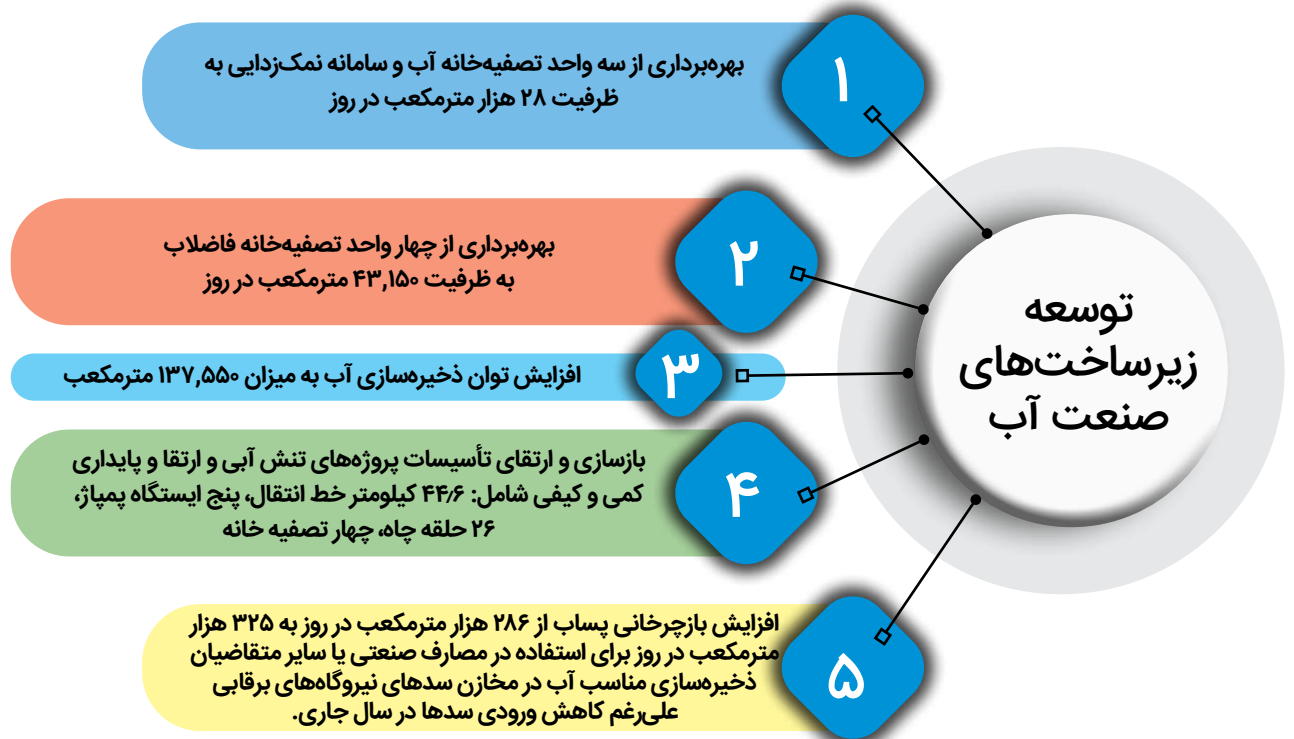 توسعه
زیرساخت‌های
صنعت آب
۱
بهره‌برداری از سه واحد تصفیه‌خانه آب و سامانه نمک‌زدایی به
ظرفیت ۲۸ هزار مترمکعب در روز
۲
بهره‌برداری از چهار واحد تصفیه‌خانه فاضلاب
به ظرفیت ۴۳,۱۵۰ مترمکعب در روز
۳
افزایش توان ذخیره‌سازی آب به میزان ۱۳۷,۵۵۰ مترمکعب
۴
بازسازی و ارتقای تأسیسات پروژه‌های تنش آبی و ارتقا و پایداری
کمی و کیفی شامل: ۴۴٫۶ کیلومتر خط انتقال، پنج ایستگاه پمپاژ،
۲۶ حلقه چاه، چهار تصفیه خانه
۵
افزایش بازچرخانی پساب از ۲۸۶ هزار مترمکعب در روز به ۳۲۵ هزار
مترمکعب در روز برای استفاده در مصارف صنعتی یا سایر متقاضیان
ذخیره‌سازی مناسب آب در مخازن سدهای نیروگاه‌های برقابی
علی‌رغم کاهش ورودی سدها در سال جاری.